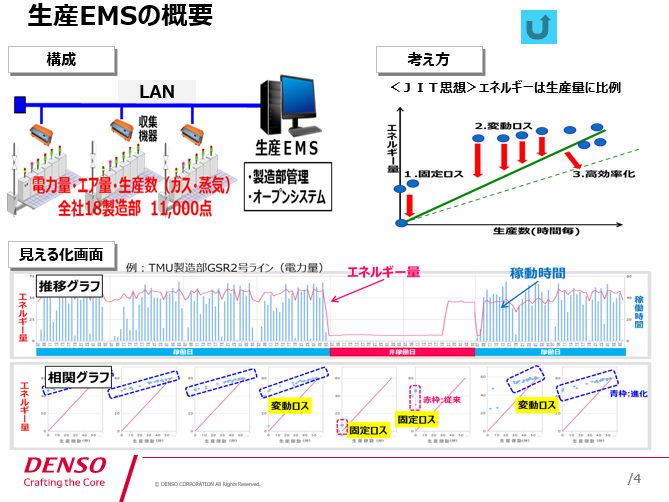 生産EMSの概要
構成
考え方
LAN
収集
機器
生産EMS
・製造部管理
・オープンシステム
電力量・エア量・生産数（ガス・蒸気）
全社18製造部 11,000点
＜ＪＩＴ思想＞エネルギーは生産量に比例
エネルギー量
2.変動ロス
1.固定ロス
3.高効率化
生産数(時間毎)
見える化画面
例：TMU製造部GSR2号ライン（電力量）
エネルギー量
稼働時間
推移グラフ
エネルギー量
稼働時間
稼働日
非稼働日
稼働日
相関グラフ
エネルギー量
変動ロス
固定ロス
赤枠:従来
固定ロス
変動ロス
青枠:進化
DENSO
Crafting the Core
© DENSO CORPORATION All Rights Reserved.
/4